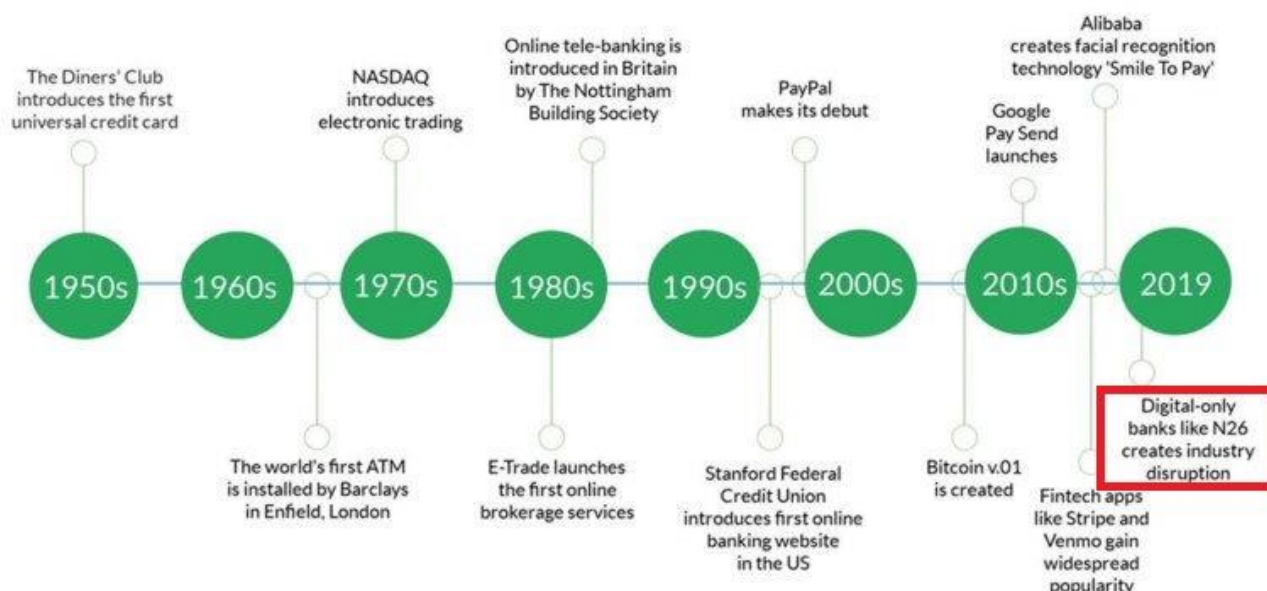 The Diners' Club
introduces the first
universal credit card
NASDAQ
introduces
electronic trading
Online tele-banking is
introduced in Britain
by The Nottingham
Building Society
PayPal
makes its debut
Google
Pay Send
launches
Alibaba
creates facial recognition
technology 'Smile To Pay'
1950s
1960s
1970s
1980s
1990s
2000s
2010s
2019
The world's first ATM
is installed by Barclays
in Enfield, London
E-Trade launches
the first online
brokerage services
Stanford Federal
Credit Union
introduces first online
banking website
in the US
Bitcoin v.01
is created
Fintech apps
like Stripe and
Venmo gain
widespread
popularity
Digital-only
banks like N26
creates industry
disruption